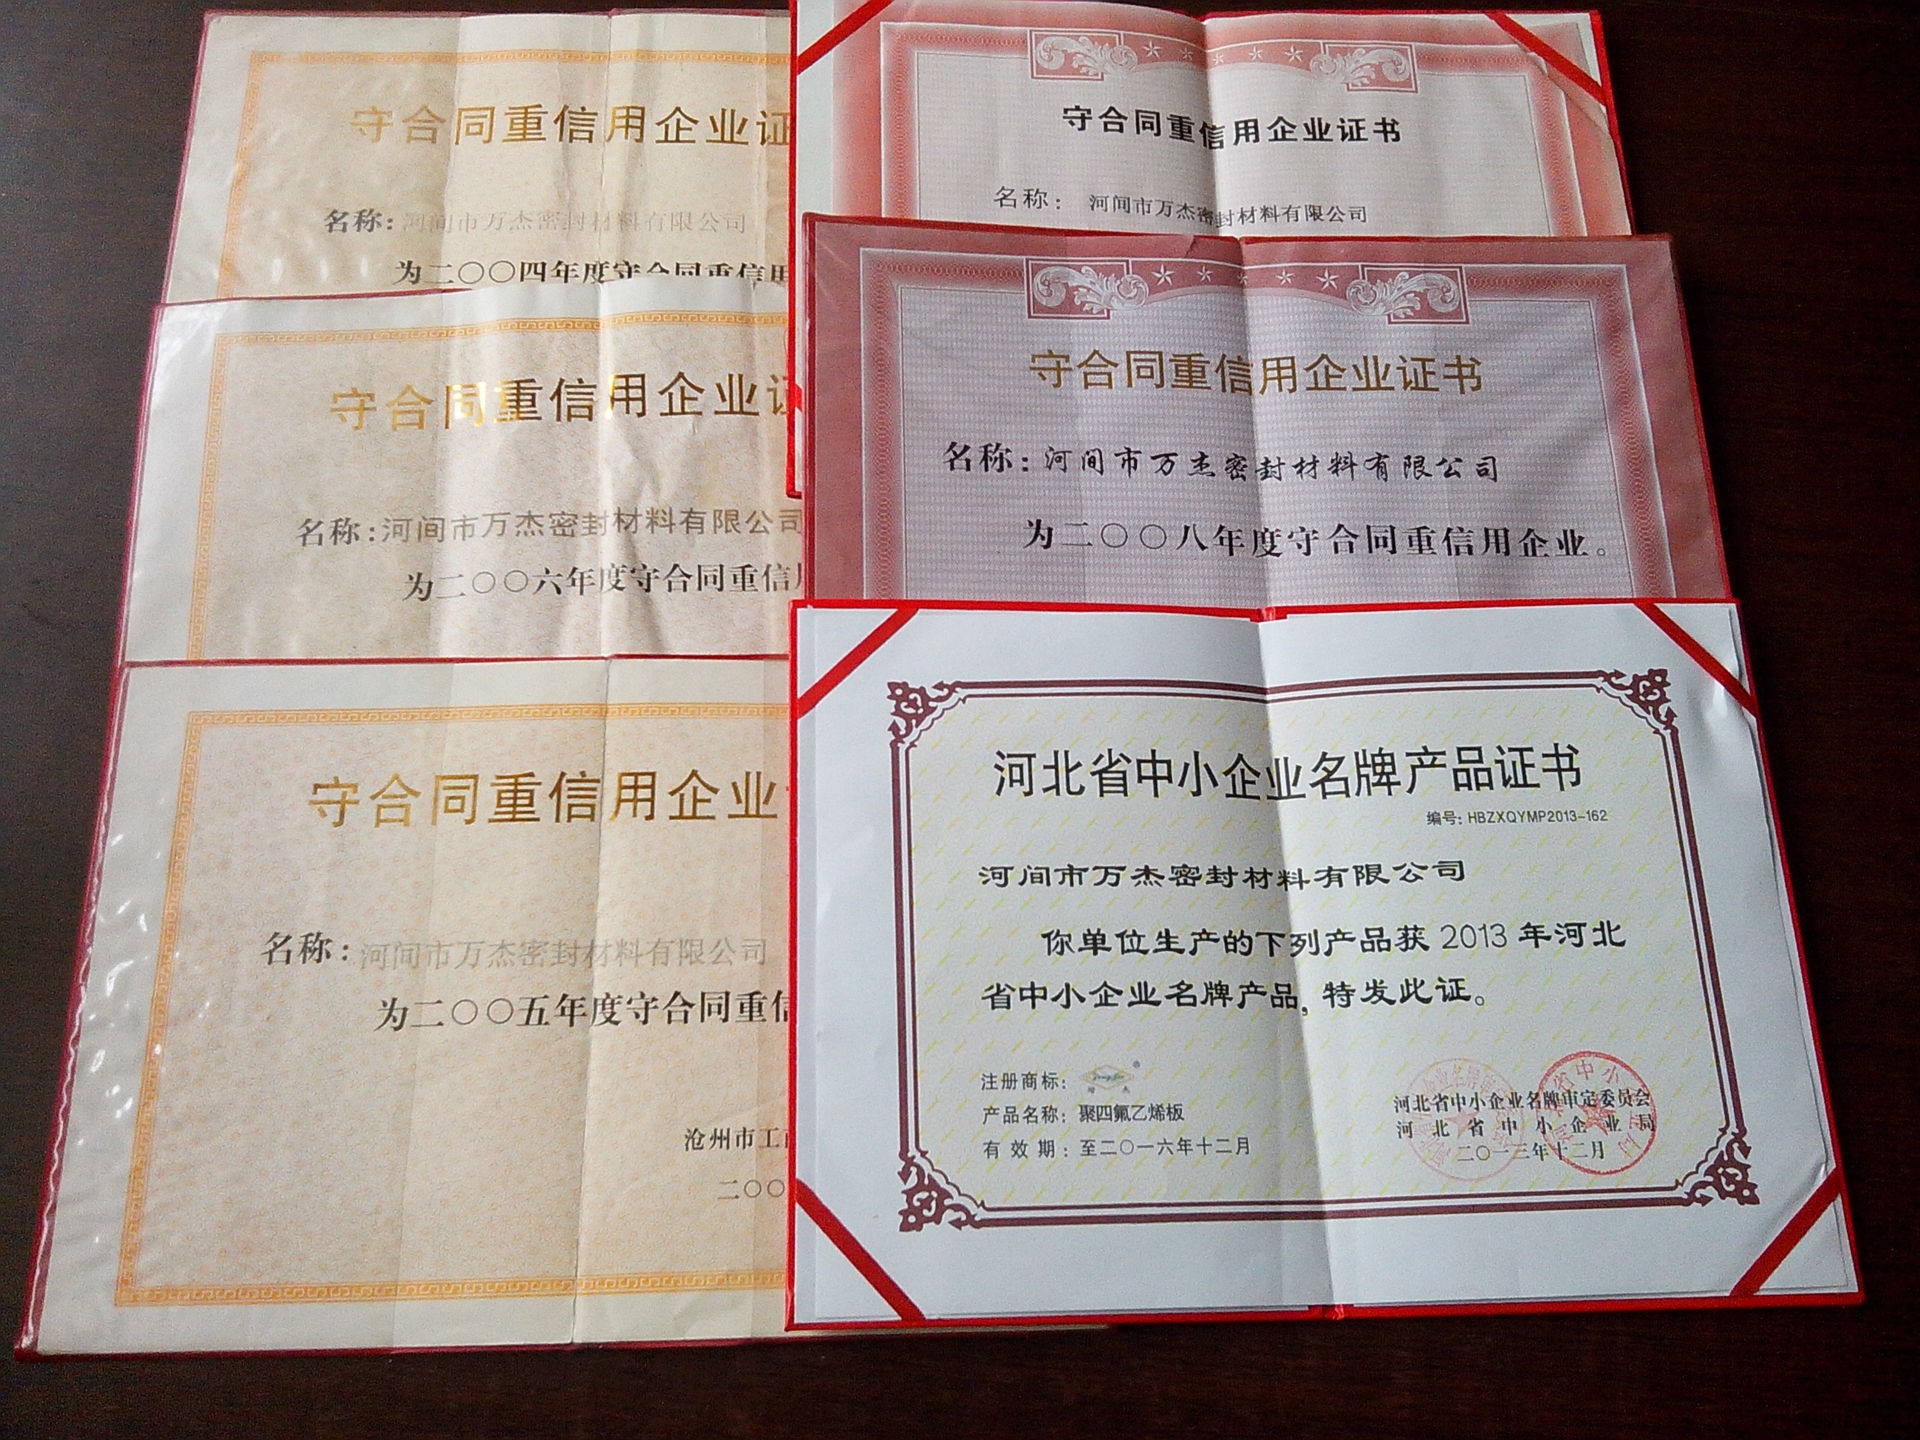 守合同重信用企业证
名称:河间市万杰密封材料有限公司
为二〇〇四年度守合同重信用
守合同重信用企业证
名称:河间市万杰密封材料有限公司
为二〇〇六年度守合同重信用
守合同重信用企业
名称:河间市万杰密封材料有限公司
为二〇〇五年度守合同重信
沧州市工
二〇〇
守合同重信用企业证书
名称: 河间市万杰密封材料有限公司
守合同重信用企业证书
名称:河间市万杰密封材料有限公司
为二〇〇八年度守合同重信用企业。
河北省中小企业名牌产品证书
编号: HBZXQYMP2013-162
河间市万杰密封材料有限公司
你单位生产的下列产品获 2013 年河北
省中小企业名牌产品, 特发此证。
注册商标:
产品名称: 聚四氟乙烯板
有效期: 至二〇一六年十二月
河北省中小企业名牌审定委员会
河北省中小企业局
二〇一三年十二月